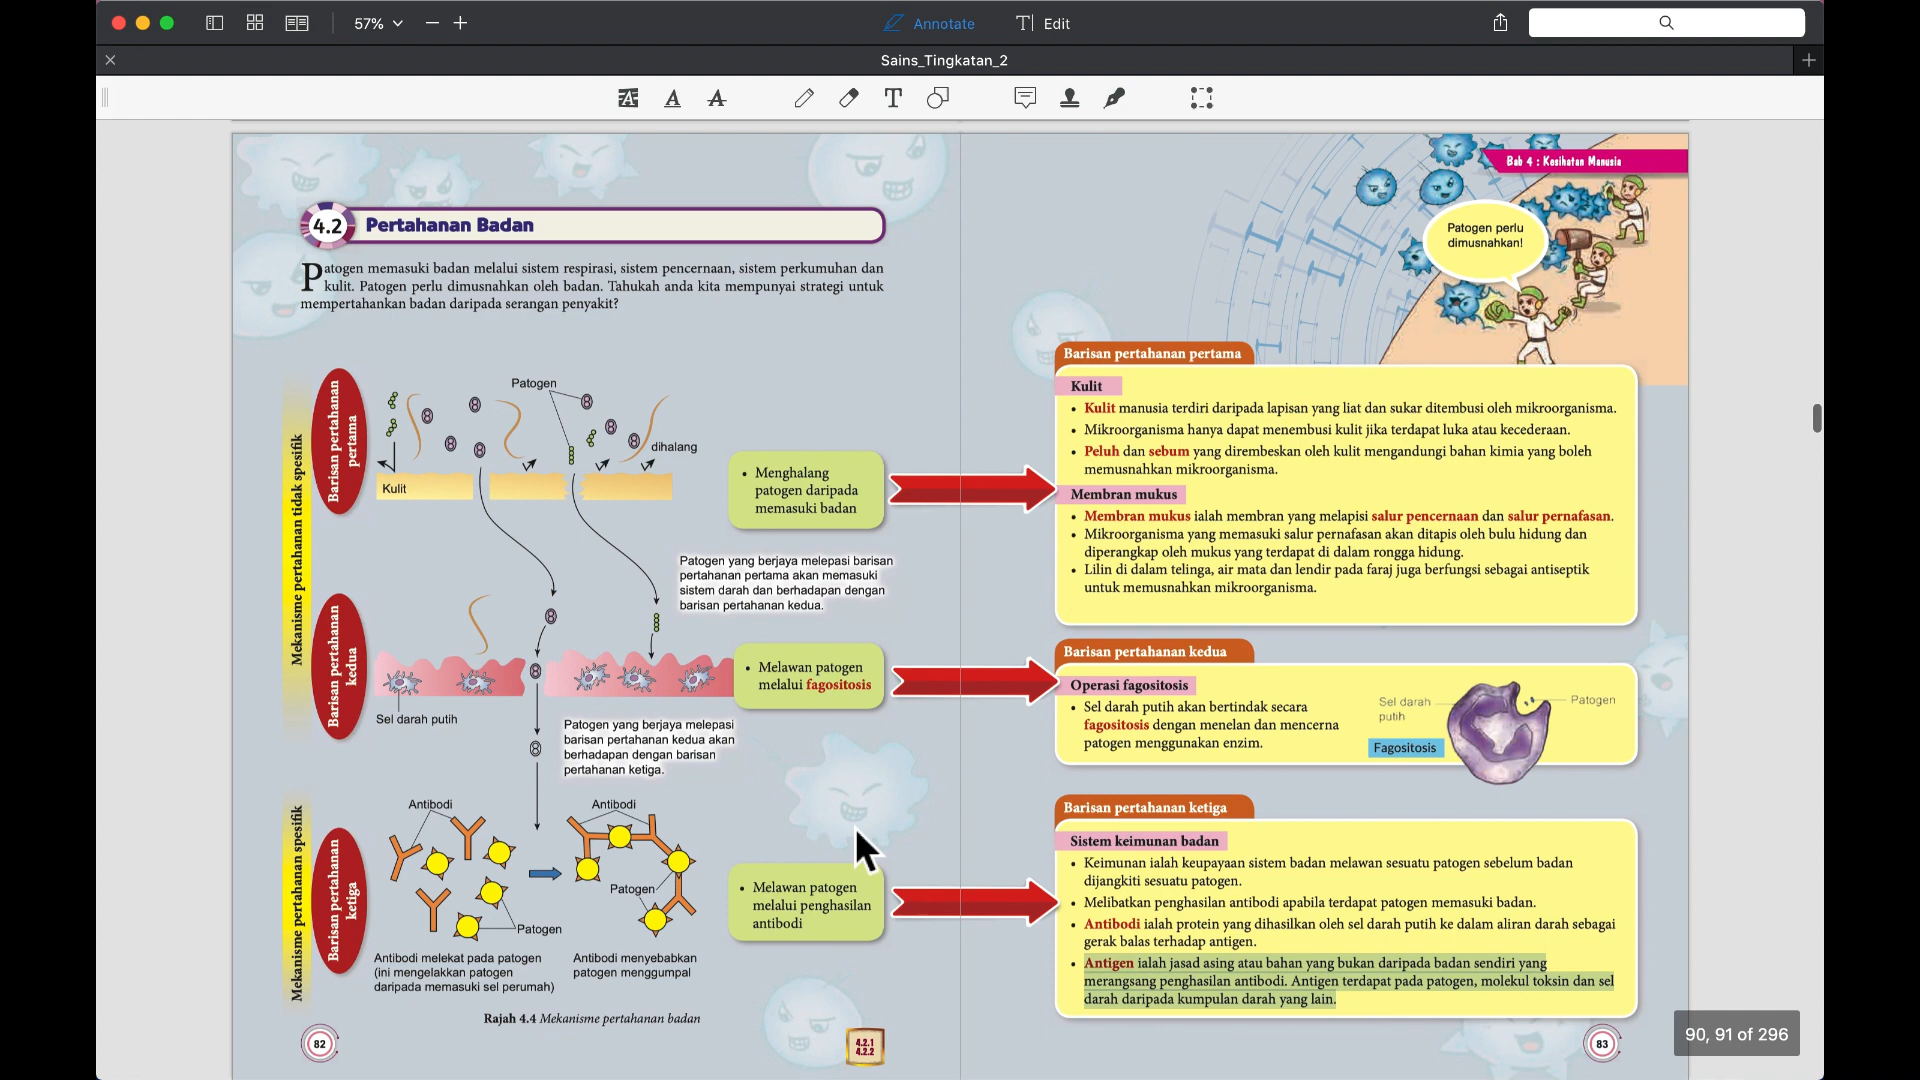 57%
Annotate
Edit
Sains_Tingkatan_2
4.2 Pertahanan Badan
Patogen memasuki badan melalui sistem respirasi, sistem pencernaan, sistem perkumuhan dan
kulit. Patogen perlu dimusnahkan oleh badan. Tahukah anda kita mempunyai strategi untuk
mempertahankan badan daripada serangan penyakit?
Mekanisme pertahanan tidak spesifik
Barisan pertahanan
pertama
Patogen
dihalang
Kulit
• Menghalang
patogen daripada
memasuki badan
Patogen yang berjaya melepasi barisan
pertahanan pertama akan memasuki
sistem darah dan berhadapan dengan
barisan pertahanan kedua.
Barisan pertahanan
kedua
Sel darah putih
• Melawan patogen
melalui fagositosis
Patogen yang berjaya melepasi
barisan pertahanan kedua akan
berhadapan dengan barisan
pertahanan ketiga.
Mekanisme pertahanan spesifik
Barisan pertahanan
ketiga
Antibodi
Antibodi
Patogen
Patogen
• Melawan patogen
melalui penghasilan
antibodi
Antibodi melekat pada patogen
(ini mengelakkan patogen
daripada memasuki sel perumah)
Antibodi menyebabkan
patogen menggumpal
Rajah 4.4 Mekanisme pertahanan badan
82
4.2.1
4.2.2
Bab 4 : Kesihatan Manusia
Patogen perlu
dimusnahkan!
Barisan pertahanan pertama
Kulit
• Kulit manusia terdiri daripada lapisan yang liat dan sukar ditembusi oleh mikroorganisma.
• Mikroorganisma hanya dapat menembusi kulit jika terdapat luka atau kecederaan.
• Peluh dan sebum yang dirembeskan oleh kulit mengandungi bahan kimia yang boleh
memusnahkan mikroorganisma.
Membran mukus
• Membran mukus ialah membran yang melapisi salur pencernaan dan salur pernafasan.
• Mikroorganisma yang memasuki salur pernafasan akan ditapis oleh bulu hidung dan
diperangkap oleh mukus yang terdapat di dalam rongga hidung.
• Lilin di dalam telinga, air mata dan lendir pada faraj juga berfungsi sebagai antiseptik
untuk memusnahkan mikroorganisma.
Barisan pertahanan kedua
Operasi fagositosis
• Sel darah putih akan bertindak secara
fagositosis dengan menelan dan mencerna
patogen menggunakan enzim.
Sel darah
putih
Patogen
Fagositosis
Barisan pertahanan ketiga
Sistem keimunan badan
• Keimunan ialah keupayaan sistem badan melawan sesuatu patogen sebelum badan
dijangkiti sesuatu patogen.
• Melibatkan penghasilan antibodi apabila terdapat patogen memasuki badan.
• Antibodi ialah protein yang dihasilkan oleh sel darah putih ke dalam aliran darah sebagai
gerak balas terhadap antigen.
• Antigen ialah jasad asing atau bahan yang bukan daripada badan sendiri yang
merangsang penghasilan antibodi. Antigen terdapat pada patogen, molekul toksin dan sel
darah daripada kumpulan darah yang lain.
83
90, 91 of 296